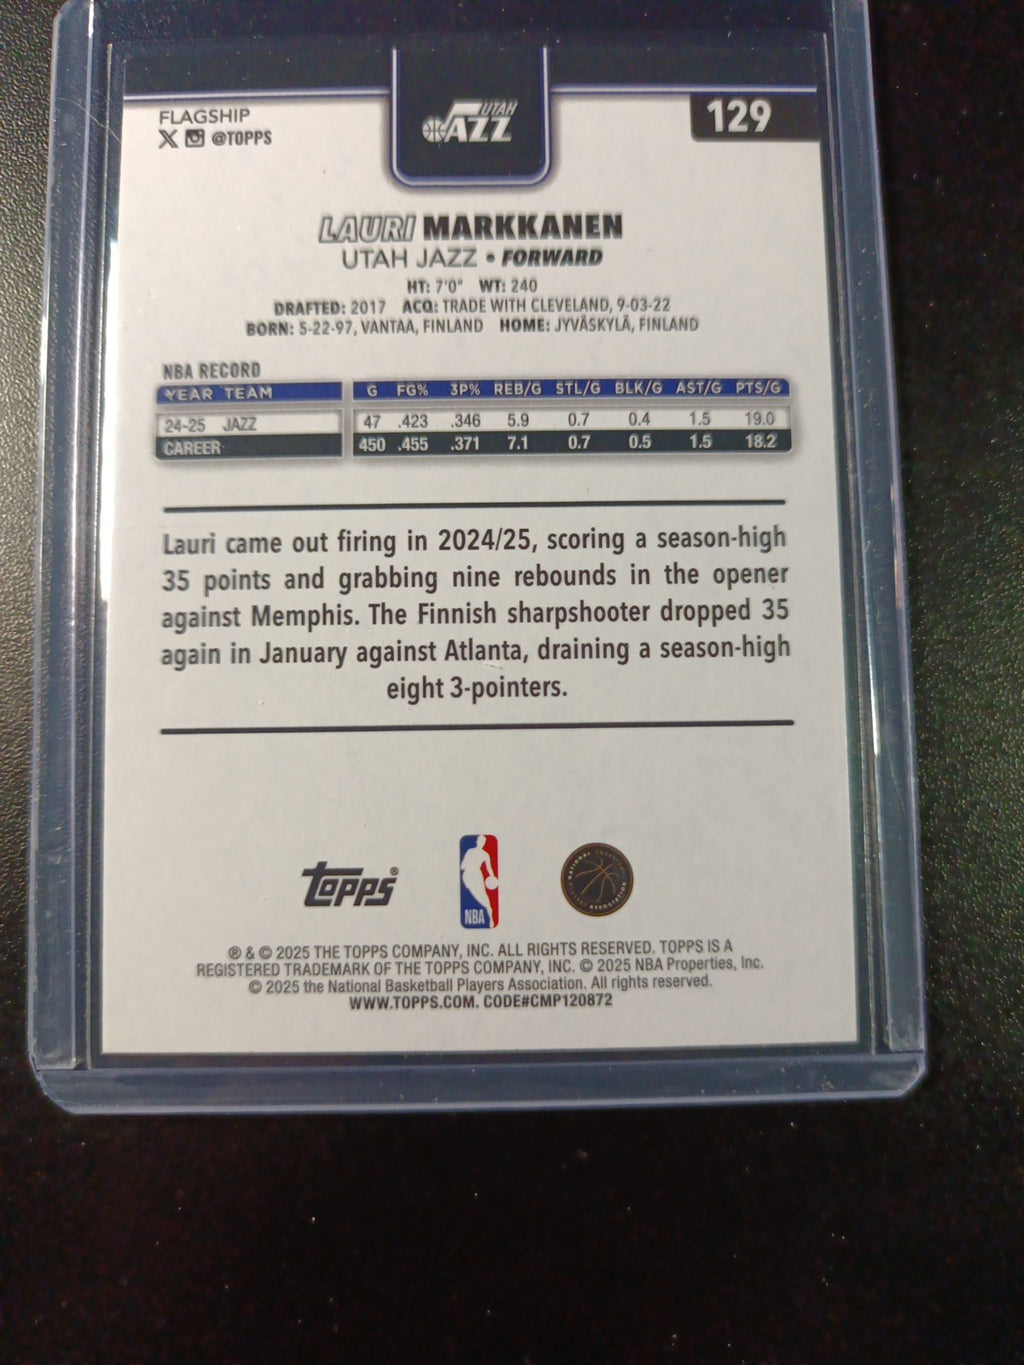 FLAGSHIP
X @TOPPS
UTAH
JAZZ
129
LAURI MARKKANEN
UTAH JAZZ • FORWARD
HT: 7'0" WT: 240
DRAFTED: 2017 ACQ: TRADE WITH CLEVELAND, 9-03-22
BORN: 5-22-97, VANTAA, FINLAND HOME: JYVÄSKYLÄ, FINLAND
NBA RECORD
YEAR TEAM G FG% 3P% REB/G STL/G BLK/G AST/G PTS/G
24-25 JAZZ 47 .423 .346 5.9 0.7 0.4 1.5 19.0
CAREER 450 .455 .371 7.1 0.7 0.5 1.5 18.2
Lauri came out firing in 2024/25, scoring a season-high
35 points and grabbing nine rebounds in the opener
against Memphis. The Finnish sharpshooter dropped 35
again in January against Atlanta, draining a season-high
eight 3-pointers.
Topps®
NBA
NATIONAL BASKETBALL PLAYERS ASSOCIATION
® & © 2025 THE TOPPS COMPANY, INC. ALL RIGHTS RESERVED. TOPPS IS A
REGISTERED TRADEMARK OF THE TOPPS COMPANY, INC. © 2025 NBA Properties, Inc.
© 2025 the National Basketball Players Association. All rights reserved.
WWW.TOPPS.COM. CODE#CMP120872